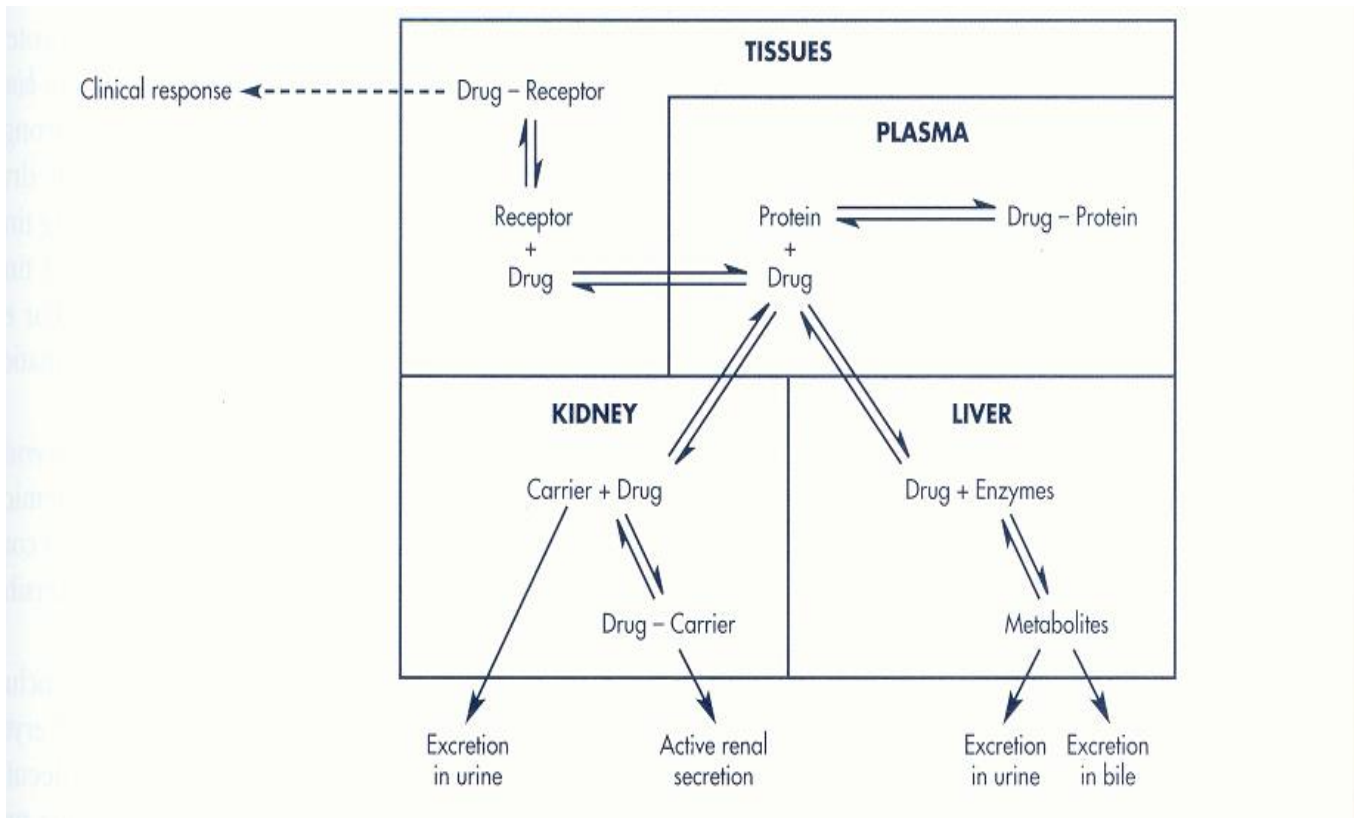 TISSUES
Clinical response
Drug – Receptor
PLASMA
Receptor
+
Drug
Protein
+
Drug
Drug – Protein
KIDNEY
LIVER
Carrier + Drug
Drug + Enzymes
Drug – Carrier
Metabolites
Excretion
in urine
Active renal
secretion
Excretion
in urine
Excretion
in bile